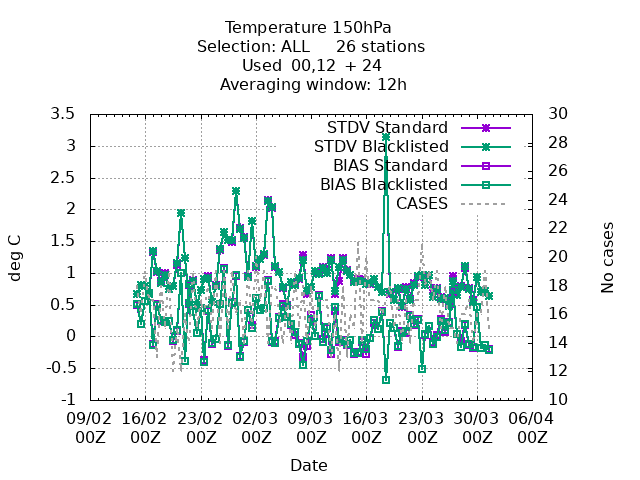 Temperature 150hPa
Selection: ALL 26 stations
Used 00,12 + 24
Averaging window: 12h
STDV Standard
STDV Blacklisted
BIAS Standard
BIAS Blacklisted
CASES
deg C
3.5
3
2.5
2
1.5
1
0.5
0
-0.5
-1
No cases
30
28
26
24
22
20
18
16
14
12
10
09/02 16/02 23/02 02/03 09/03 16/03 23/03 30/03 06/04
00Z 00Z 00Z 00Z 00Z 00Z 00Z 00Z 00Z
Date